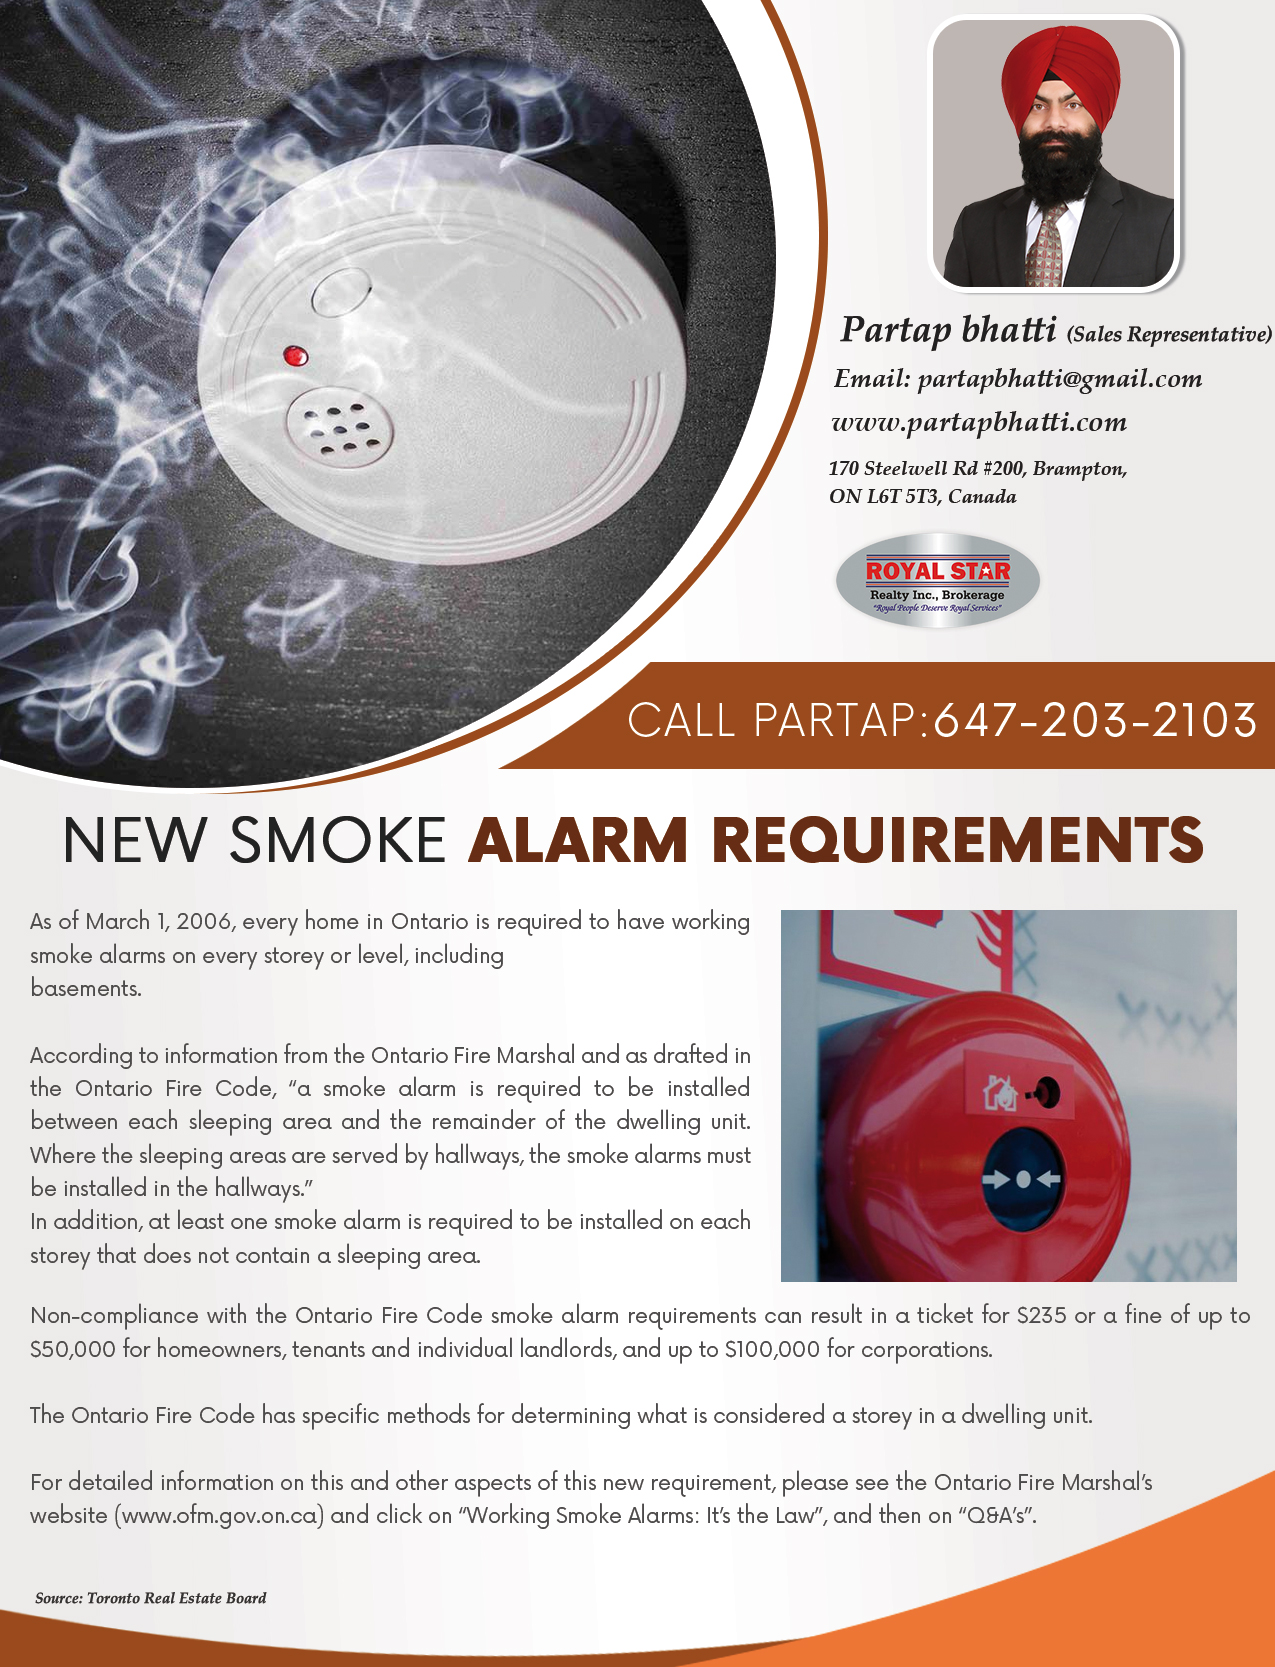 Partap bhatti (Sales Representative)
Email: partapbhatti@gmail.com
www.partapbhatti.com
170 Steelwell Rd #200, Brampton,
ON L6T 5T3, Canada
ROYAL STAR
Realty Inc., Brokerage
"Royal People Deserve Royal Services"
CALL PARTAP:647-203-2103
NEW SMOKE ALARM REQUIREMENTS
As of March 1, 2006, every home in Ontario is required to have working
smoke alarms on every storey or level, including
basements.
According to information from the Ontario Fire Marshal and as drafted in
the Ontario Fire Code, “a smoke alarm is required to be installed
between each sleeping area and the remainder of the dwelling unit.
Where the sleeping areas are served by hallways, the smoke alarms must
be installed in the hallways.”
In addition, at least one smoke alarm is required to be installed on each
storey that does not contain a sleeping area.
Non-compliance with the Ontario Fire Code smoke alarm requirements can result in a ticket for $235 or a fine of up to
$50,000 for homeowners, tenants and individual landlords, and up to $100,000 for corporations.
The Ontario Fire Code has specific methods for determining what is considered a storey in a dwelling unit.
For detailed information on this and other aspects of this new requirement, please see the Ontario Fire Marshal’s
website (www.ofm.gov.on.ca) and click on “Working Smoke Alarms: It’s the Law”, and then on “Q&A’s”.
Source: Toronto Real Estate Board